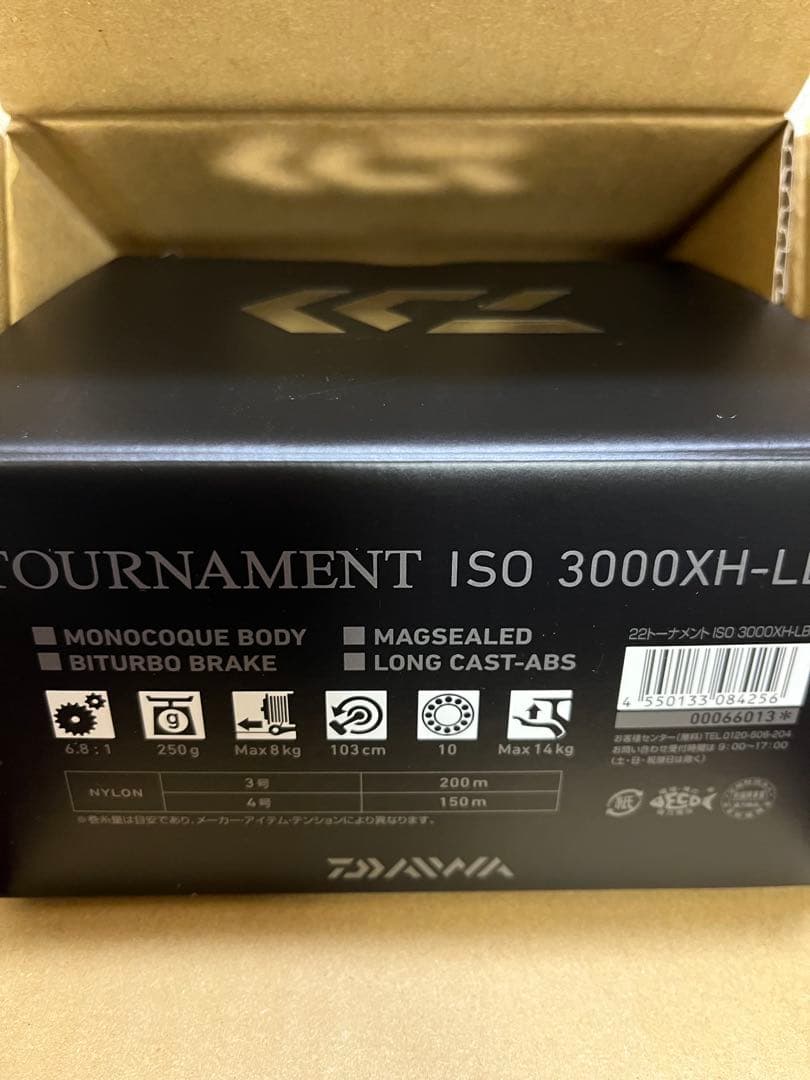 TOURNAMENT ISO 3000XH-LB
■ MONOCOQUE BODY ■ MAGSEALED
■ BITURBO BRAKE ■ LONG CAST-ABS
22トーナメント ISO 3000XH-LB
4 550133 084256
00066013*
お客様センター(無料)TEL.0120-506-204
お問い合わせ受付時間は 9:00~17:00
(土・日・祝祭日は除く)
g
6.8 : 1 250g Max 8kg 103cm 10 Max 14kg
NYLON 3号 200m
4号 150m
※巻糸量は目安であり、メーカー・アイテム・テンションにより異なります。
紙 ECO
DAIWA